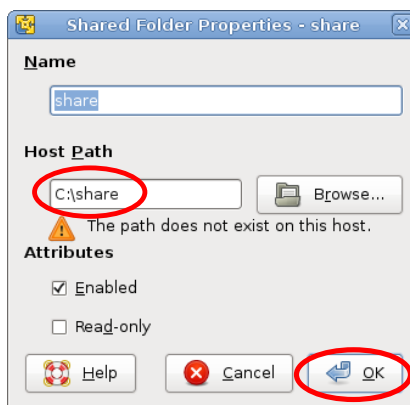 Shared Folder Properties - share
Name
share
Host Path
C:\share
Browse...
The path does not exist on this host.
Attributes
Enabled
Read-only
Help
Cancel
OK